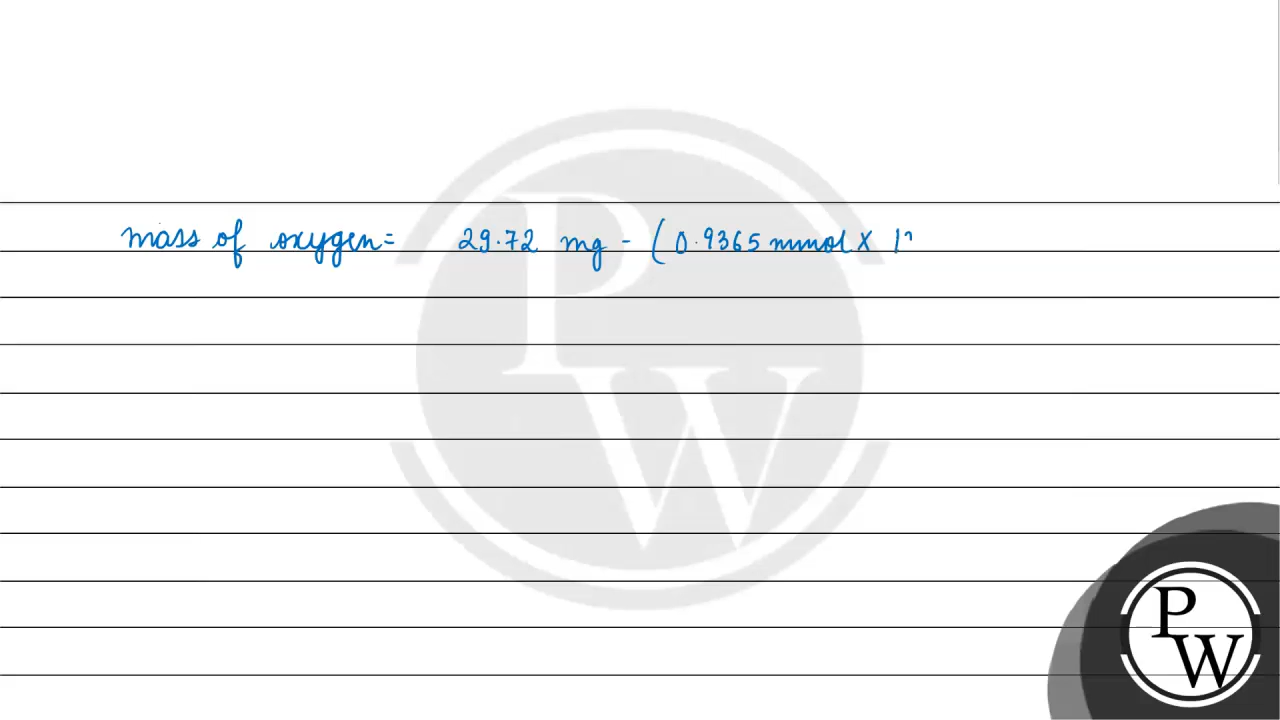 mass of oxygen = 29.72 mg - (0.9365 mmol × 1
P
W
P
W